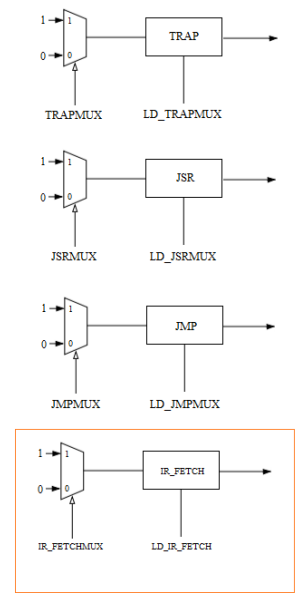 1 1 TRAP
0 0
TRAPMUX LD_TRAPMUX
1 1 JSR
0 0
JSRMUX LD_JSRMUX
1 1 JMP
0 0
JMPMUX LD_JMPMUX
1 1 IR_FETCH
0 0
IR_FETCHMUX LD_IR_FETCH